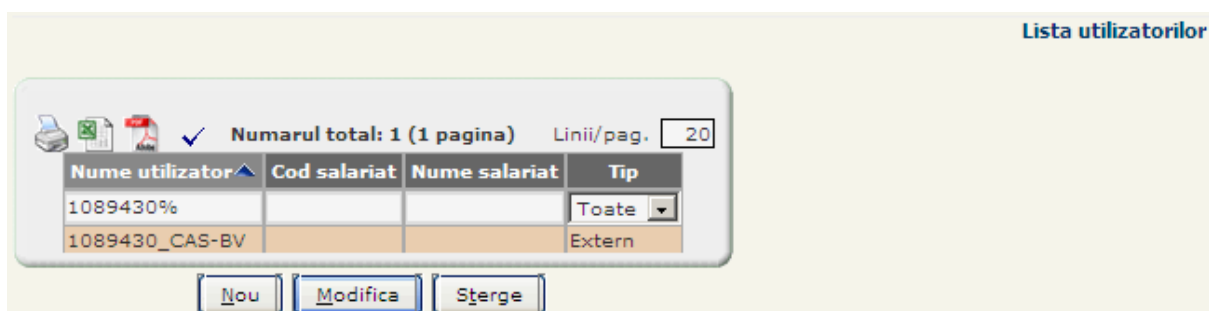 Lista utilizatorilor
Numarul total: 1 (1 pagina) Linii/pag. 20
Nume utilizator Cod salariat Nume salariat Tip
1089430% Toate
1089430_CAS-BV Extern
Nou Modifica Sterge